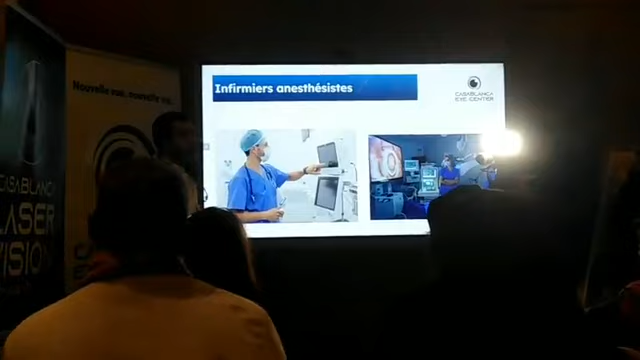 Infirmiers anesthésistes
CASABLANCA
EYE CENTER
Nouvelle vue, nouvelle vie.
CASABLANCA
LASER
VISION